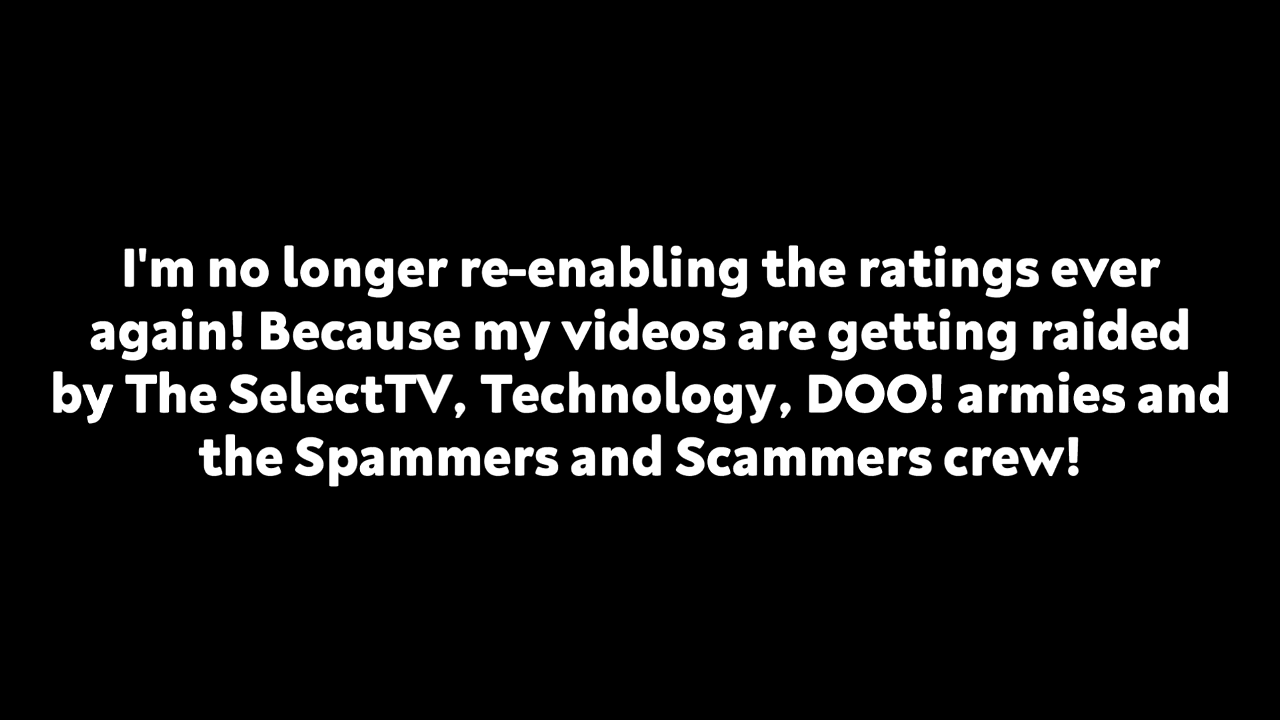 I'm no longer re-enabling the ratings ever
again! Because my videos are getting raided
by The SelectTV, Technology, DOO! armies and
the Spammers and Scammers crew!